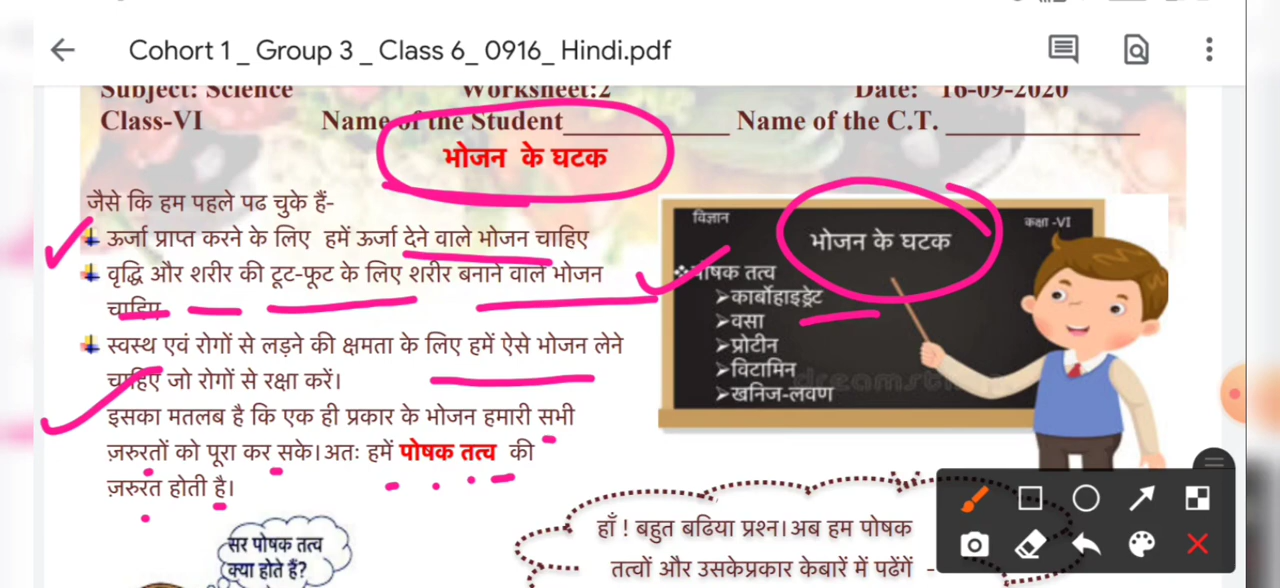 Cohort 1 _ Group 3 _ Class 6_ 0916_ Hindi.pdf
Subject: Science Worksheet:2 Date: 16-09-2020
Class-VI Name of the Student____________ Name of the C.T. ______________
भोजन के घटक
जैसे कि हम पहले पढ चुके हैं-
ऊर्जा प्राप्त करने के लिए हमें ऊर्जा देने वाले भोजन चाहिए
वृद्धि और शरीर की टूट-फूट के लिए शरीर बनाने वाले भोजन
चाहिए
स्वस्थ एवं रोगों से लड़ने की क्षमता के लिए हमें ऐसे भोजन लेने
चाहिए जो रोगों से रक्षा करें।
इसका मतलब है कि एक ही प्रकार के भोजन हमारी सभी
ज़रुरतों को पूरा कर सके।अतः हमें पोषक तत्व की
ज़रुरत होती है।
विज्ञान कक्षा -VI
भोजन के घटक
❖पोषक तत्व
➢कार्बोहाइड्रेट
➢वसा
➢प्रोटीन
➢विटामिन
➢खनिज-लवण
सर पोषक तत्व
क्या होते हैं?
हाँ ! बहुत बढिया प्रश्न।अब हम पोषक
तत्वों और उसकेप्रकार केबारें में पढेंगें -